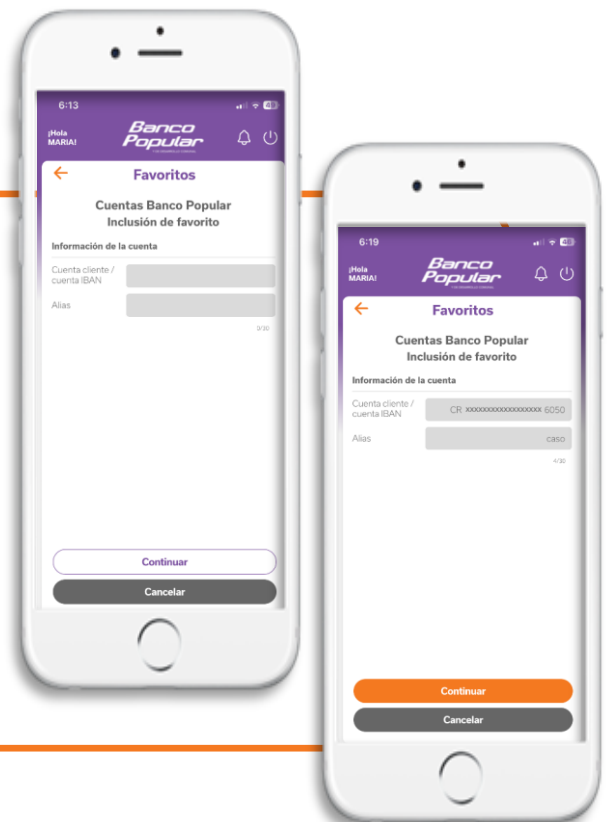 6:13
¡Hola
MARIA!
Banco
Popular
Favoritos
Cuentas Banco Popular
Inclusión de favorito
Información de la cuenta
Cuenta cliente /
cuenta IBAN
Alias
0/30
Continuar
Cancelar
6:19
¡Hola
MARIA!
Banco
Popular
Favoritos
Cuentas Banco Popular
Inclusión de favorito
Información de la cuenta
Cuenta cliente /
cuenta IBAN
CR xxxxxxxxxxxxxxxxxx 6050
Alias
caso
4/30
Continuar
Cancelar